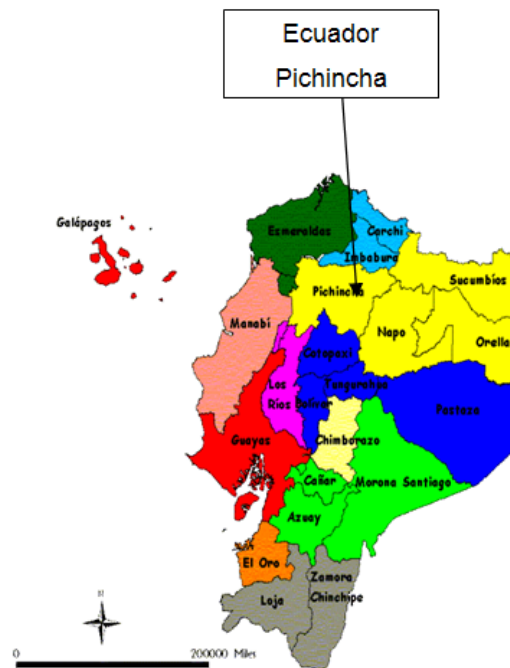 Ecuador
Pichincha
Galápagos
Esmeraldas
Carchi
Imbabura
Sucumbíos
Pichincha
Manabí
Napo
Orella
Cotopaxi
Los
Ríos
Tungurahua
Bolívar
Pastaza
Guayas
Chimborazo
Cañar
Morona Santiago
Azuay
El Oro
Zamora
Chinchipe
Loja
N
0 200000 Miles